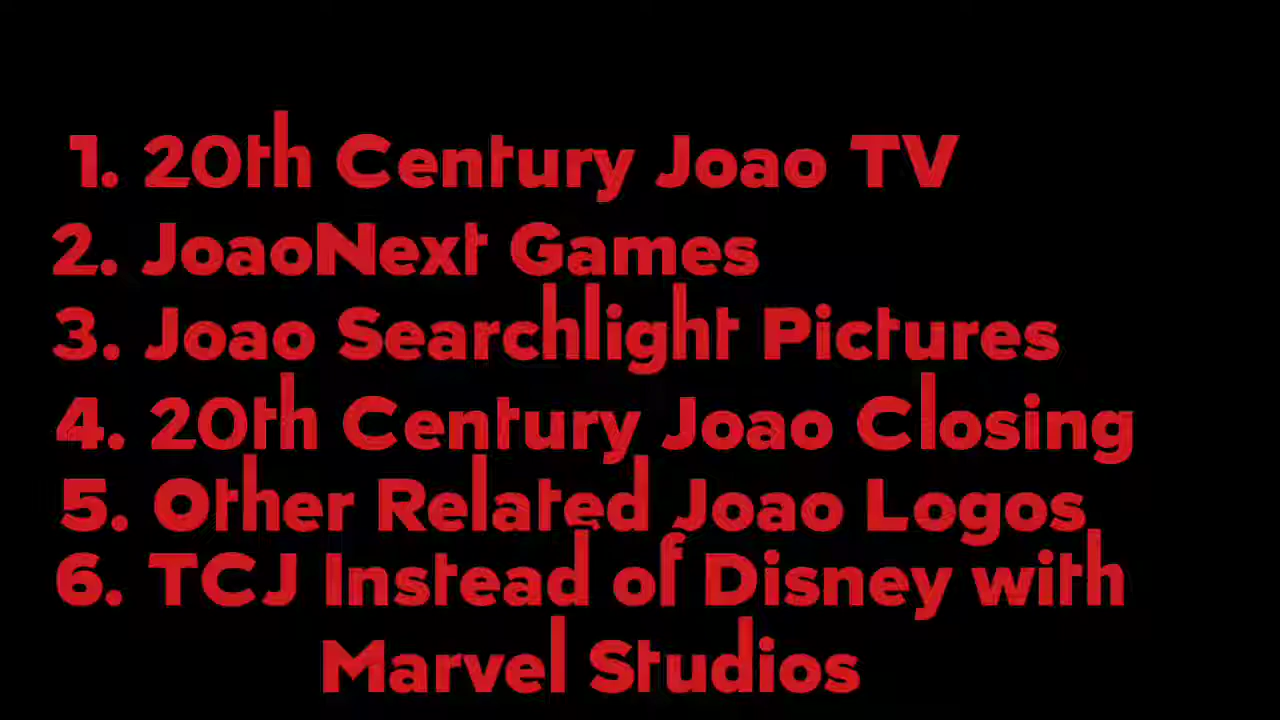 1. 20th Century Joao TV
2. JoaoNext Games
3. Joao Searchlight Pictures
4. 20th Century Joao Closing
5. Other Related Joao Logos
6. TCJ Instead of Disney with
Marvel Studios